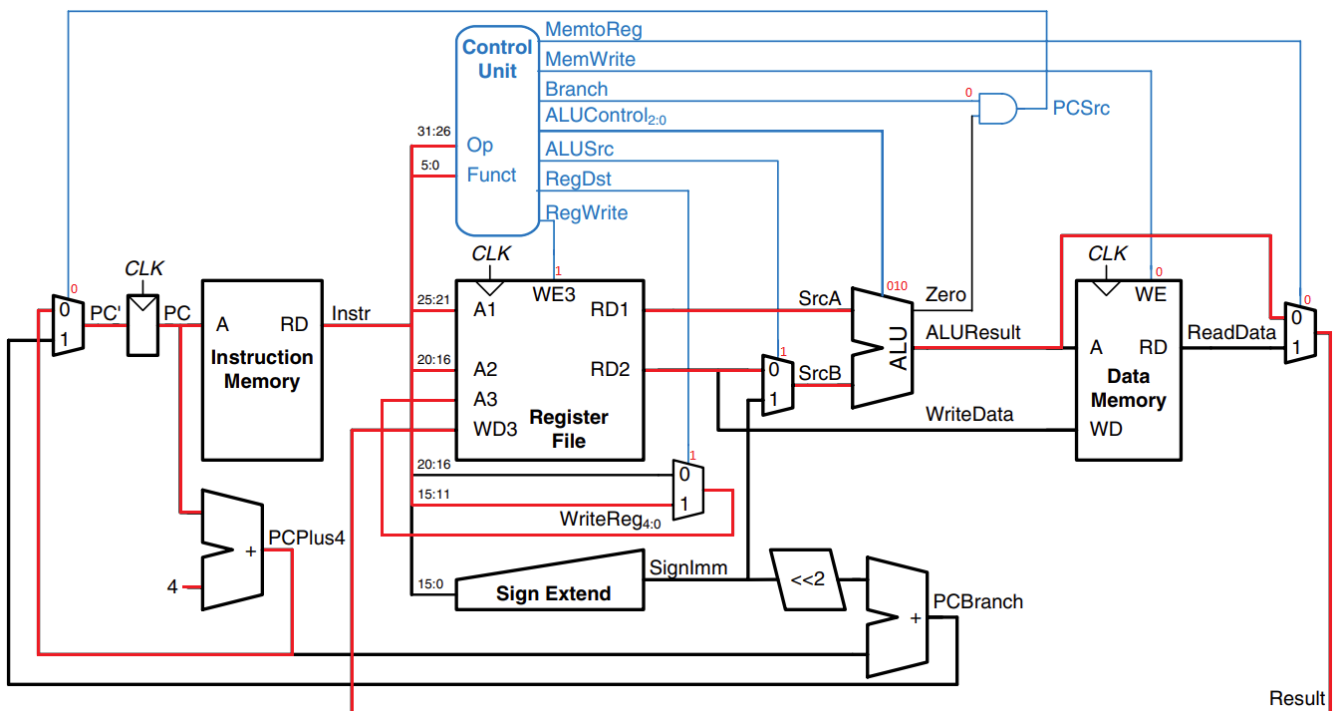 MemtoReg
Control
Unit
MemWrite
Branch
0
PCSrc
ALUControl2:0
31:26
Op
ALUSrc
5:0
Funct
RegDst
RegWrite
CLK
CLK
CLK
0
1
010
0
0
25:21
A1
WE3
RD1
SrcA
Zero
WE
0
1
PC'
PC
A
RD
Instr
Instruction
Memory
20:16
A2
RD2
1
0
1
SrcB
ALU
ALUResult
A
RD
ReadData
0
1
Data
Memory
A3
WD3
Register
File
WriteData
WD
20:16
15:11
1
0
1
WriteReg4:0
PCPlus4
+
4
15:0
Sign Extend
SignImm
<<2
+
PCBranch
Result